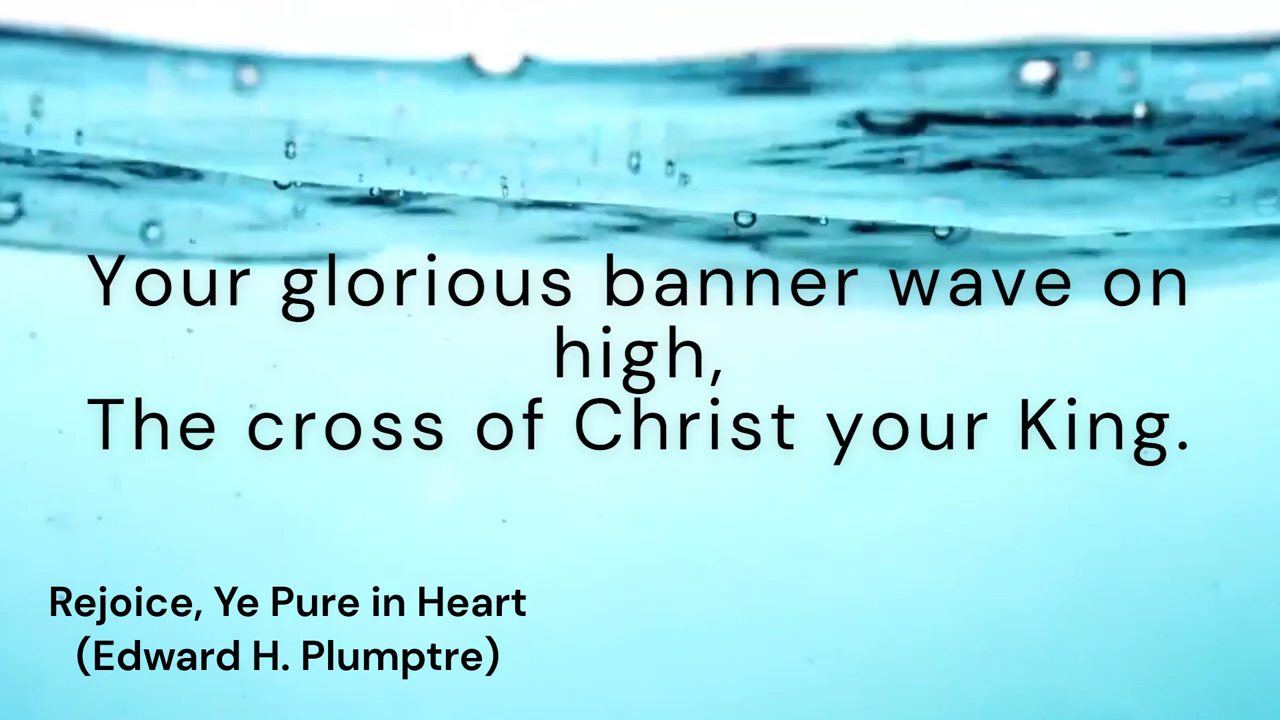 Your glorious banner wave on
high,
The cross of Christ your King.
Rejoice, Ye Pure in Heart
(Edward H. Plumptre)